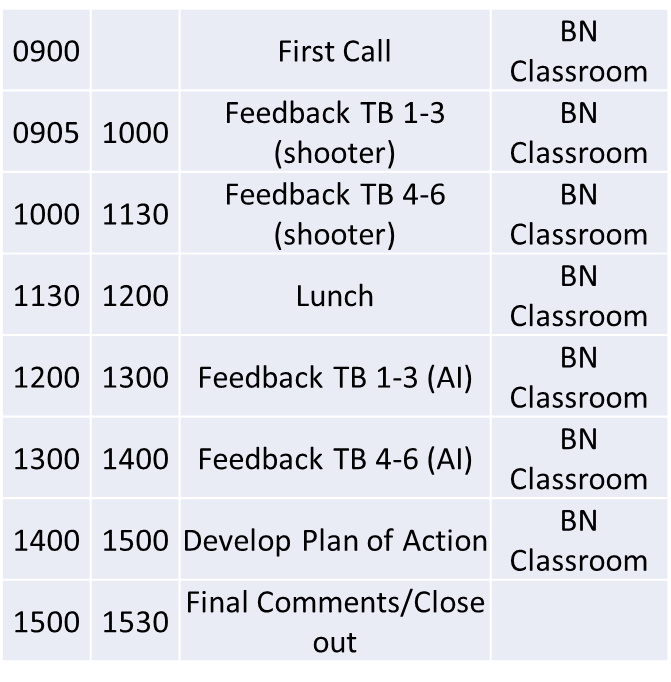 0900 First Call BN
Classroom
0905 1000 Feedback TB 1-3
(shooter) BN
Classroom
1000 1130 Feedback TB 4-6
(shooter) BN
Classroom
1130 1200 Lunch BN
Classroom
1200 1300 Feedback TB 1-3 (AI) BN
Classroom
1300 1400 Feedback TB 4-6 (AI) BN
Classroom
1400 1500 Develop Plan of Action BN
Classroom
1500 1530 Final Comments/Close
out